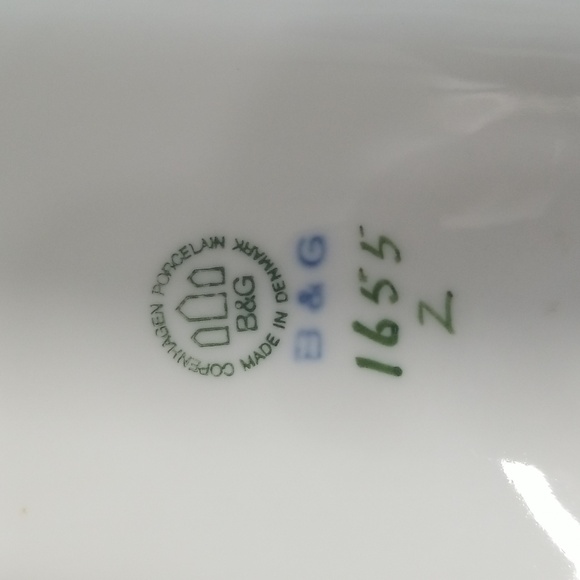 COPENHAGEN PORCELAIN
B&G
MADE IN DENMARK
B & G
1655
Z.